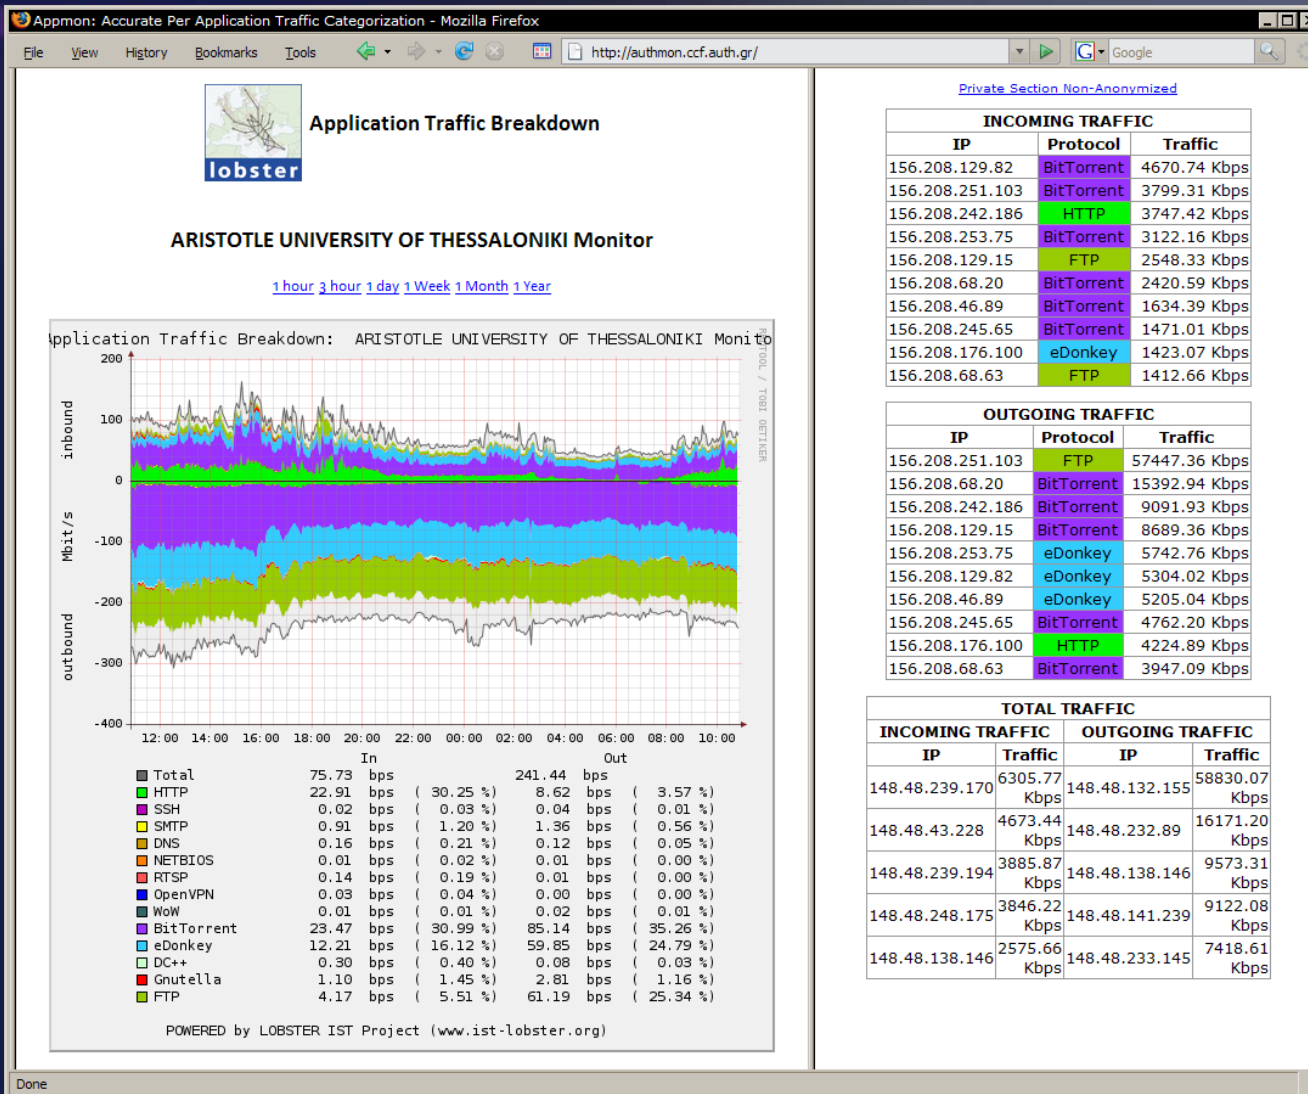 Appmon: Accurate Per Application Traffic Categorization - Mozilla Firefox
File View History Bookmarks Tools http://authmon.ccf.auth.gr/ G Google
lobster
Application Traffic Breakdown
ARISTOTLE UNIVERSITY OF THESSALONIKI Monitor
1 hour 3 hour 1 day 1 Week 1 Month 1 Year
Application Traffic Breakdown: ARISTOTLE UNIVERSITY OF THESSALONIKI Monito
RRDTOOL / TOBI OETIKER
inbound
Mbit/s
outbound
200
100
0
-100
-200
-300
-400
12:00 14:00 16:00 18:00 20:00 22:00 00:00 02:00 04:00 06:00 08:00 10:00
In Out
Total 75.73 bps 241.44 bps
HTTP 22.91 bps ( 30.25 %) 8.62 bps ( 3.57 %)
SSH 0.02 bps ( 0.03 %) 0.04 bps ( 0.01 %)
SMTP 0.91 bps ( 1.20 %) 1.36 bps ( 0.56 %)
DNS 0.16 bps ( 0.21 %) 0.12 bps ( 0.05 %)
NETBIOS 0.01 bps ( 0.02 %) 0.01 bps ( 0.00 %)
RTSP 0.14 bps ( 0.19 %) 0.01 bps ( 0.00 %)
OpenVPN 0.03 bps ( 0.04 %) 0.00 bps ( 0.00 %)
WoW 0.01 bps ( 0.01 %) 0.02 bps ( 0.01 %)
BitTorrent 23.47 bps ( 30.99 %) 85.14 bps ( 35.26 %)
eDonkey 12.21 bps ( 16.12 %) 59.85 bps ( 24.79 %)
DC++ 0.30 bps ( 0.40 %) 0.08 bps ( 0.03 %)
Gnutella 1.10 bps ( 1.45 %) 2.81 bps ( 1.16 %)
FTP 4.17 bps ( 5.51 %) 61.19 bps ( 25.34 %)
POWERED by LOBSTER IST Project (www.ist-lobster.org)
Private Section Non-Anonymized
INCOMING TRAFFIC
IP Protocol Traffic
156.208.129.82 BitTorrent 4670.74 Kbps
156.208.251.103 BitTorrent 3799.31 Kbps
156.208.242.186 HTTP 3747.42 Kbps
156.208.253.75 BitTorrent 3122.16 Kbps
156.208.129.15 FTP 2548.33 Kbps
156.208.68.20 BitTorrent 2420.59 Kbps
156.208.46.89 BitTorrent 1634.39 Kbps
156.208.245.65 BitTorrent 1471.01 Kbps
156.208.176.100 eDonkey 1423.07 Kbps
156.208.68.63 FTP 1412.66 Kbps
OUTGOING TRAFFIC
IP Protocol Traffic
156.208.251.103 FTP 57447.36 Kbps
156.208.68.20 BitTorrent 15392.94 Kbps
156.208.242.186 BitTorrent 9091.93 Kbps
156.208.129.15 BitTorrent 8689.36 Kbps
156.208.253.75 eDonkey 5742.76 Kbps
156.208.129.82 eDonkey 5304.02 Kbps
156.208.46.89 eDonkey 5205.04 Kbps
156.208.245.65 BitTorrent 4762.20 Kbps
156.208.176.100 HTTP 4224.89 Kbps
156.208.68.63 BitTorrent 3947.09 Kbps
TOTAL TRAFFIC
INCOMING TRAFFIC OUTGOING TRAFFIC
IP Traffic IP Traffic
148.48.239.170 6305.77 Kbps 148.48.132.155 58830.07 Kbps
148.48.43.228 4673.44 Kbps 148.48.232.89 16171.20 Kbps
148.48.239.194 3885.87 Kbps 148.48.138.146 9573.31 Kbps
148.48.248.175 3846.22 Kbps 148.48.141.239 9122.08 Kbps
148.48.138.146 2575.66 Kbps 148.48.233.145 7418.61 Kbps
Done